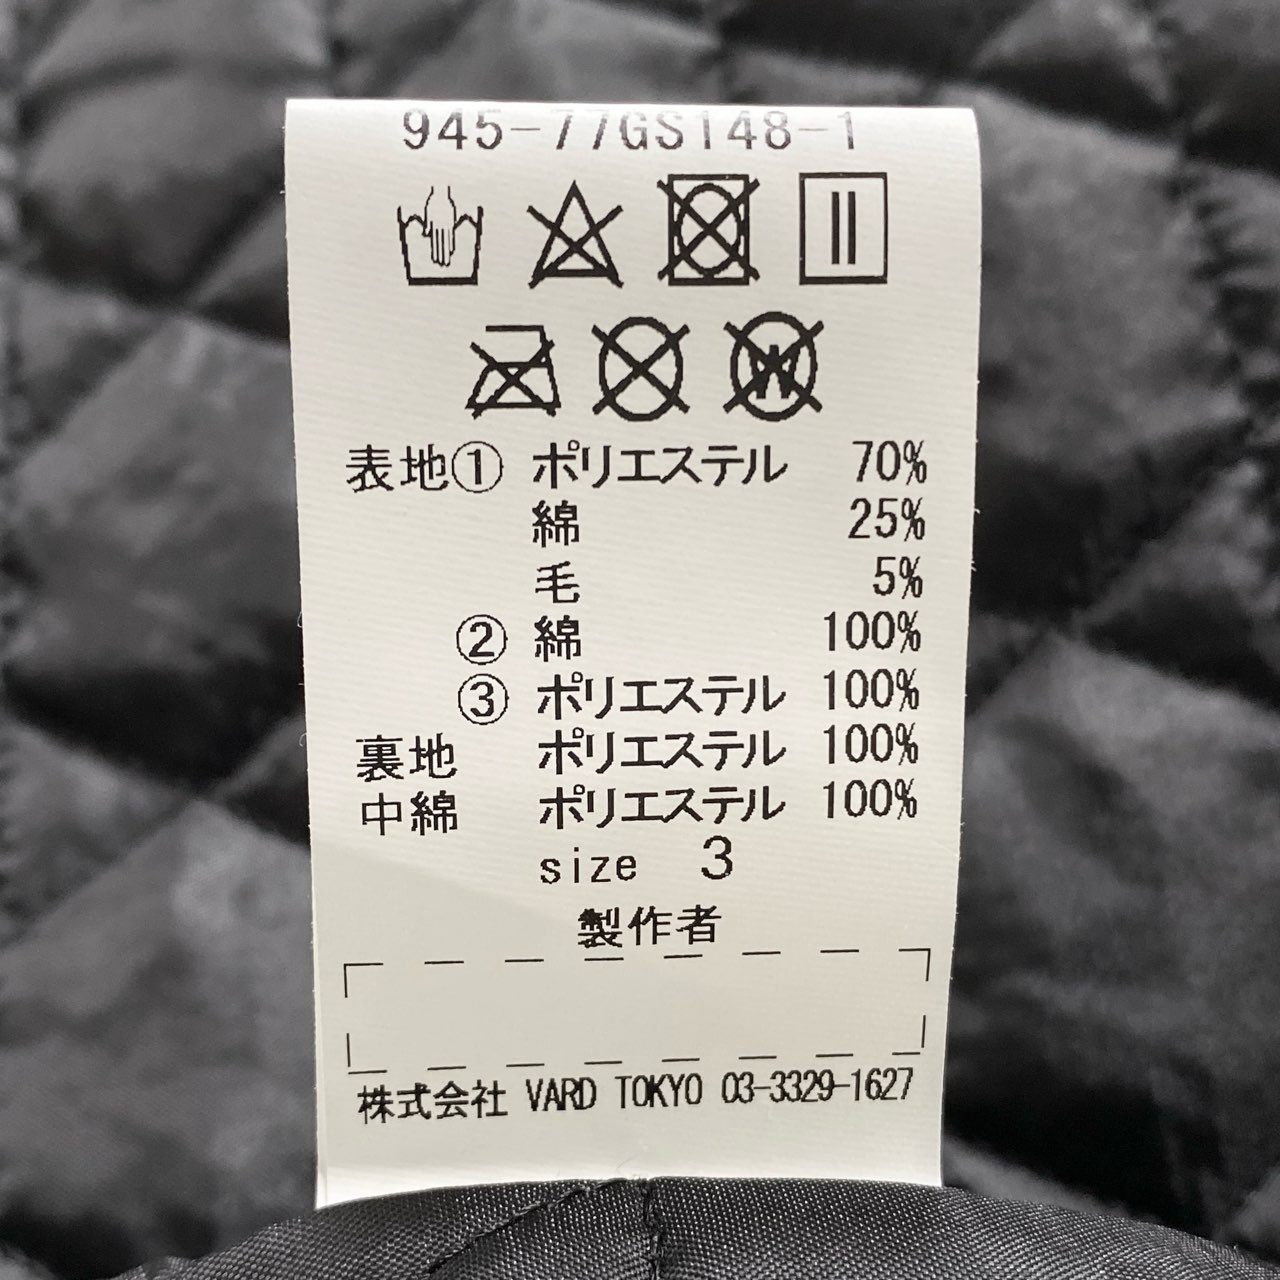 945-77GS148-1
表地① ポリエステル 70%
綿 25%
毛 5%
② 綿 100%
③ ポリエステル 100%
裏地 ポリエステル 100%
中綿 ポリエステル 100%
size 3
製作者
株式会社 VARD TOKYO 03-3329-1627